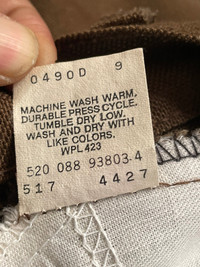 0490D 9
MACHINE WASH WARM,
DURABLE PRESS CYCLE.
TUMBLE DRY LOW.
WASH AND DRY WITH
LIKE COLORS.
WPL 423
520 088 93803-4
517 4427